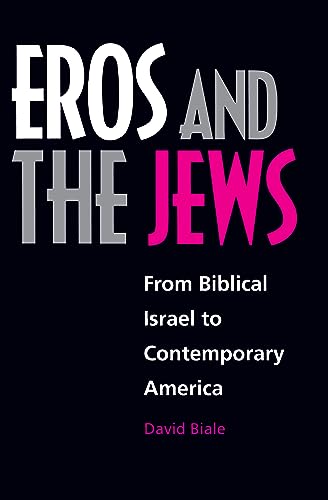 EROS AND
THE JEWS
From Biblical
Israel to
Contemporary
America
David Biale